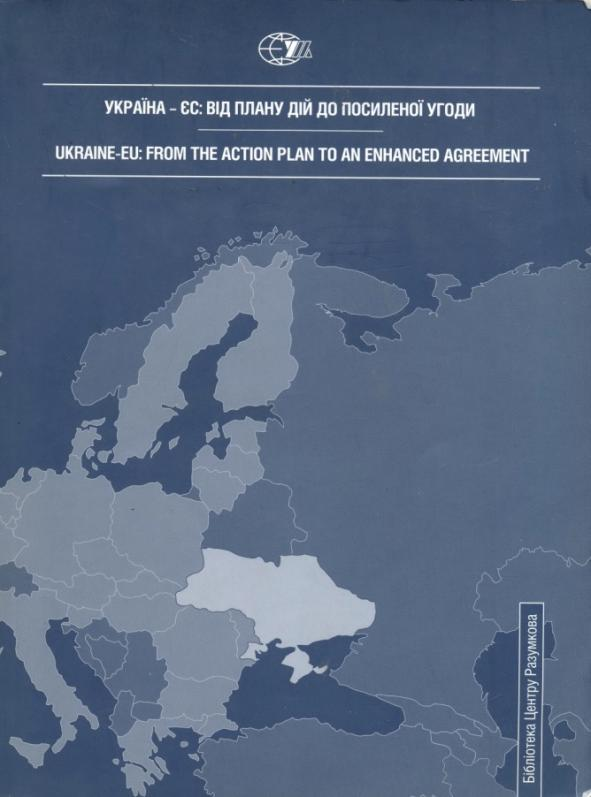 УКРАЇНА – ЄС: ВІД ПЛАНУ ДІЙ ДО ПОСИЛЕНОЇ УГОДИ
UKRAINE-EU: FROM THE ACTION PLAN TO AN ENHANCED AGREEMENT
Бібліотека Центру Разумкова